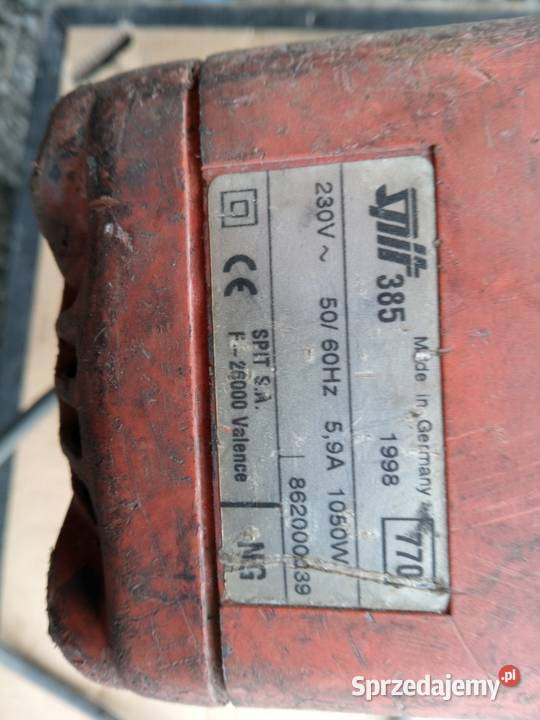 Spit 385 Made in Germany
1998 770
230V ~ 50/60Hz 5,9A 1050W
862000039
CE SPIT S.A.
F-26000 Valence NG
Sprzedajemy.pl